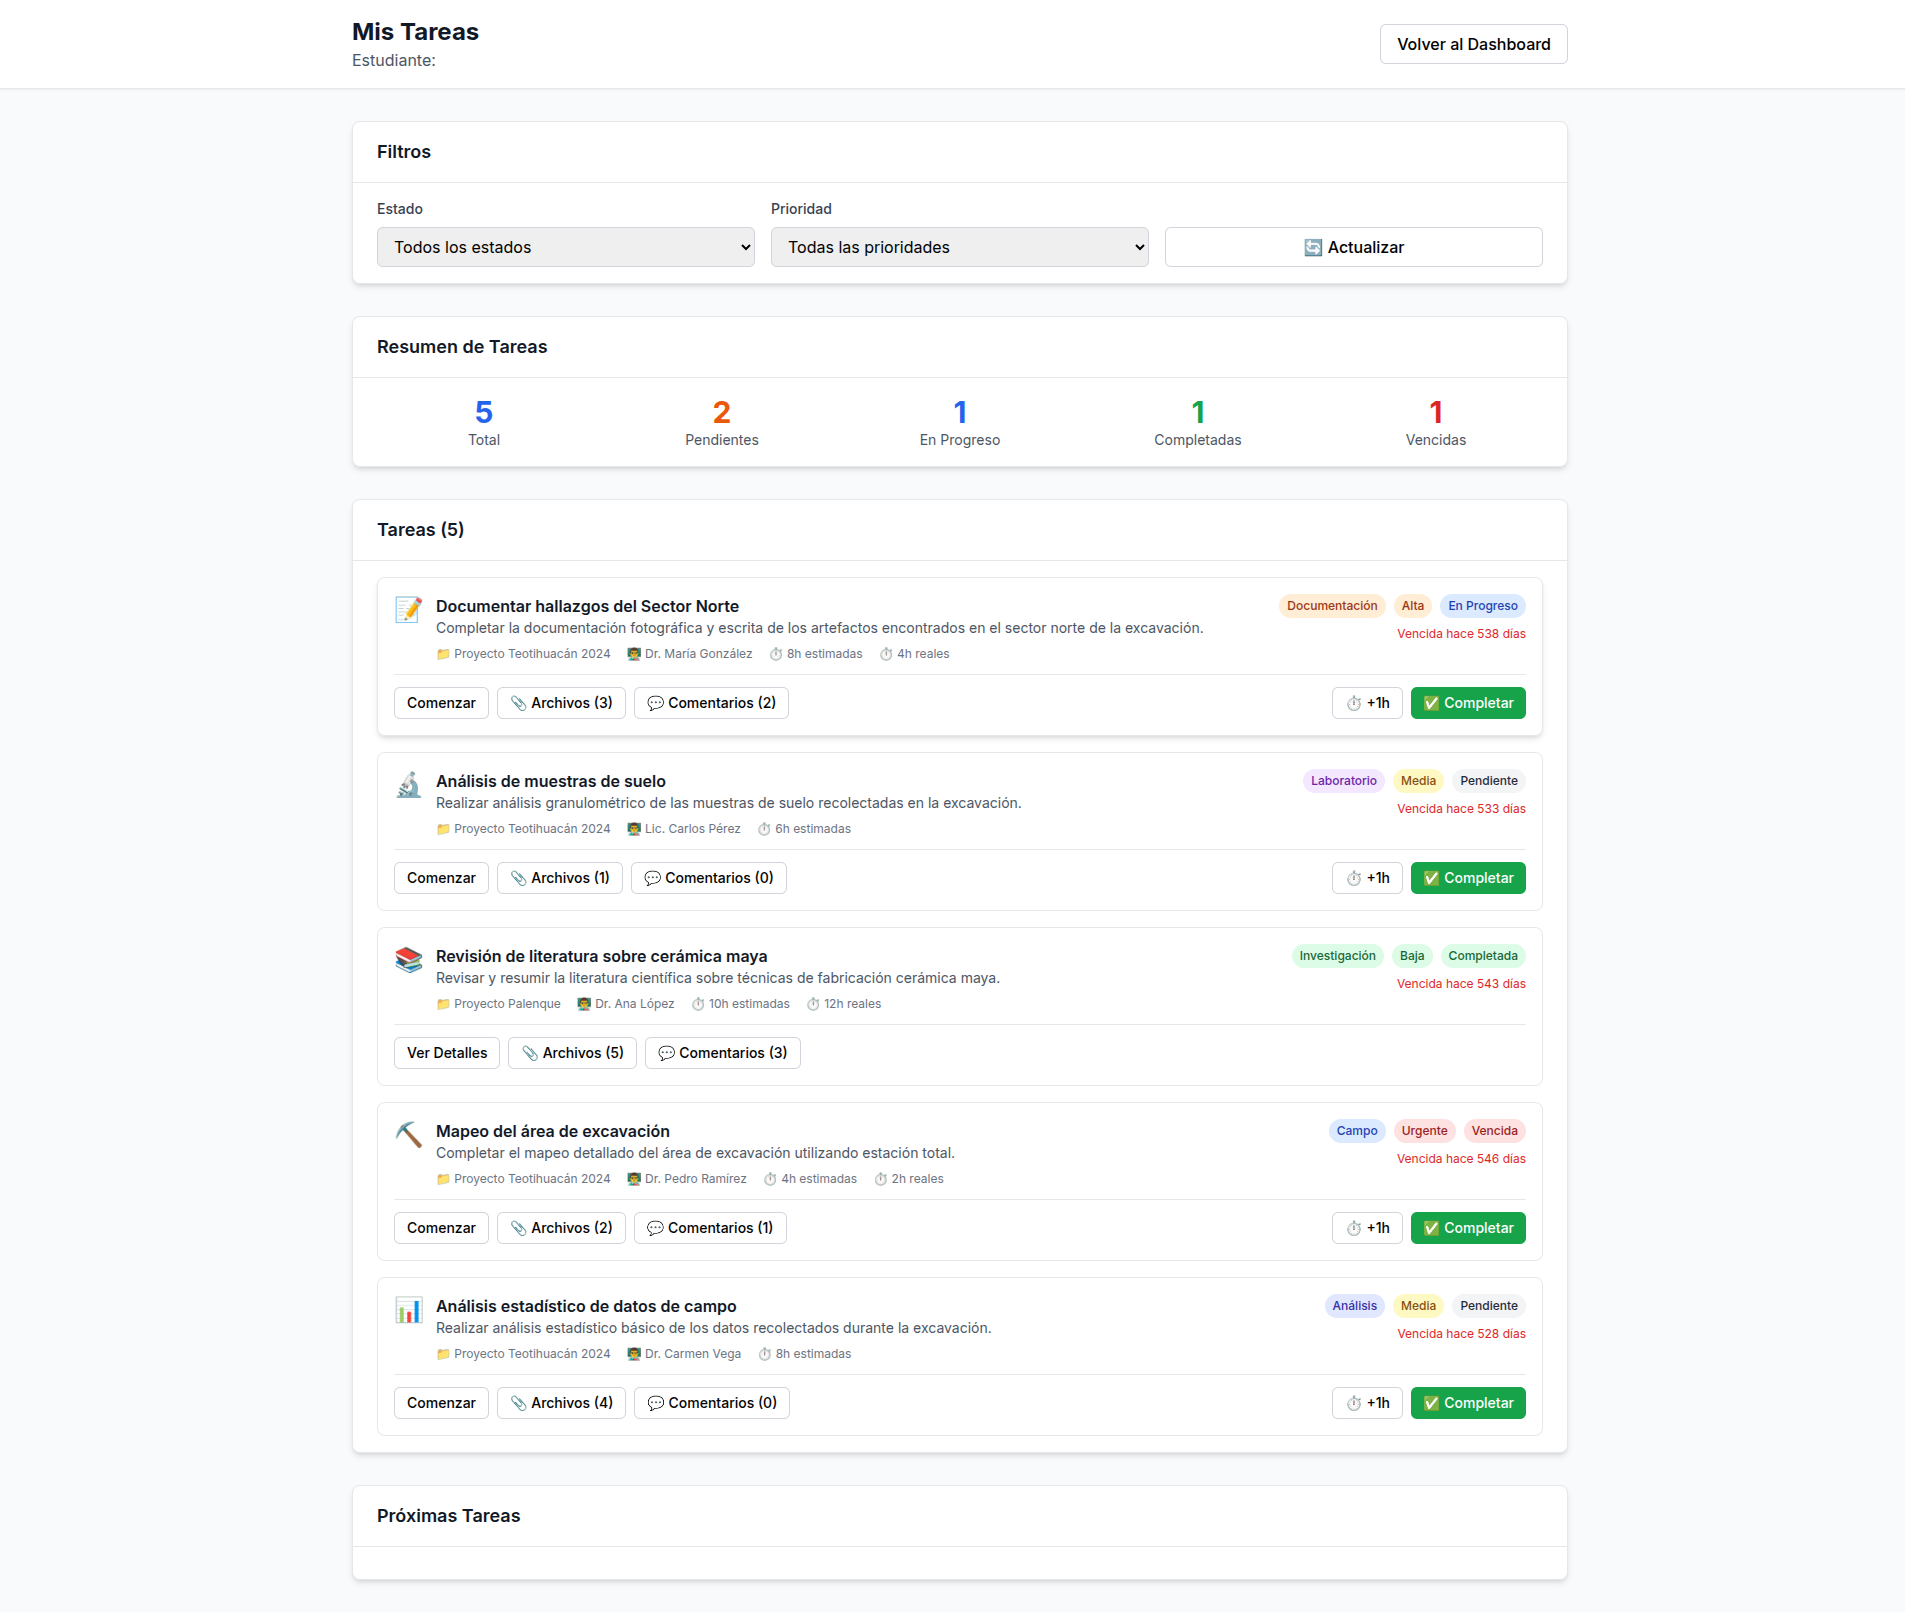 Mis Tareas
Estudiante:
Volver al Dashboard
Filtros
Estado
Prioridad
Todos los estados
Todas las prioridades
🔄 Actualizar
Resumen de Tareas
5
Total
2
Pendientes
1
En Progreso
1
Completadas
1
Vencidas
Tareas (5)
📝 Documentar hallazgos del Sector Norte
Documentación Alta En Progreso
Completar la documentación fotográfica y escrita de los artefactos encontrados en el sector norte de la excavación.
Vencida hace 538 días
📁 Proyecto Teotihuacán 2024 👨‍🏫 Dr. María González ⏱️ 8h estimadas ⏱️ 4h reales
Comenzar 📎 Archivos (3) 💬 Comentarios (2) ⏱️ +1h ✅ Completar
🔬 Análisis de muestras de suelo
Laboratorio Media Pendiente
Realizar análisis granulométrico de las muestras de suelo recolectadas en la excavación.
Vencida hace 533 días
📁 Proyecto Teotihuacán 2024 👨‍🏫 Lic. Carlos Pérez ⏱️ 6h estimadas
Comenzar 📎 Archivos (1) 💬 Comentarios (0) ⏱️ +1h ✅ Completar
📚 Revisión de literatura sobre cerámica maya
Investigación Baja Completada
Revisar y resumir la literatura científica sobre técnicas de fabricación cerámica maya.
Vencida hace 543 días
📁 Proyecto Palenque 👨‍🏫 Dr. Ana López ⏱️ 10h estimadas ⏱️ 12h reales
Ver Detalles 📎 Archivos (5) 💬 Comentarios (3)
⛏️ Mapeo del área de excavación
Campo Urgente Vencida
Completar el mapeo detallado del área de excavación utilizando estación total.
Vencida hace 546 días
📁 Proyecto Teotihuacán 2024 👨‍🏫 Dr. Pedro Ramírez ⏱️ 4h estimadas ⏱️ 2h reales
Comenzar 📎 Archivos (2) 💬 Comentarios (1) ⏱️ +1h ✅ Completar
📊 Análisis estadístico de datos de campo
Análisis Media Pendiente
Realizar análisis estadístico básico de los datos recolectados durante la excavación.
Vencida hace 528 días
📁 Proyecto Teotihuacán 2024 👨‍🏫 Dr. Carmen Vega ⏱️ 8h estimadas
Comenzar 📎 Archivos (4) 💬 Comentarios (0) ⏱️ +1h ✅ Completar
Próximas Tareas